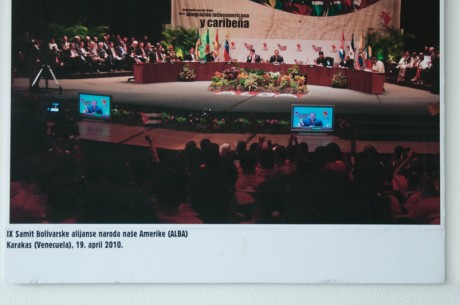 integración latinoamericana
y caribeña
IX Samit Bolivarske alijanse naroda naše Amerike (ALBA)
Karakas (Venecuela), 19. april 2010.